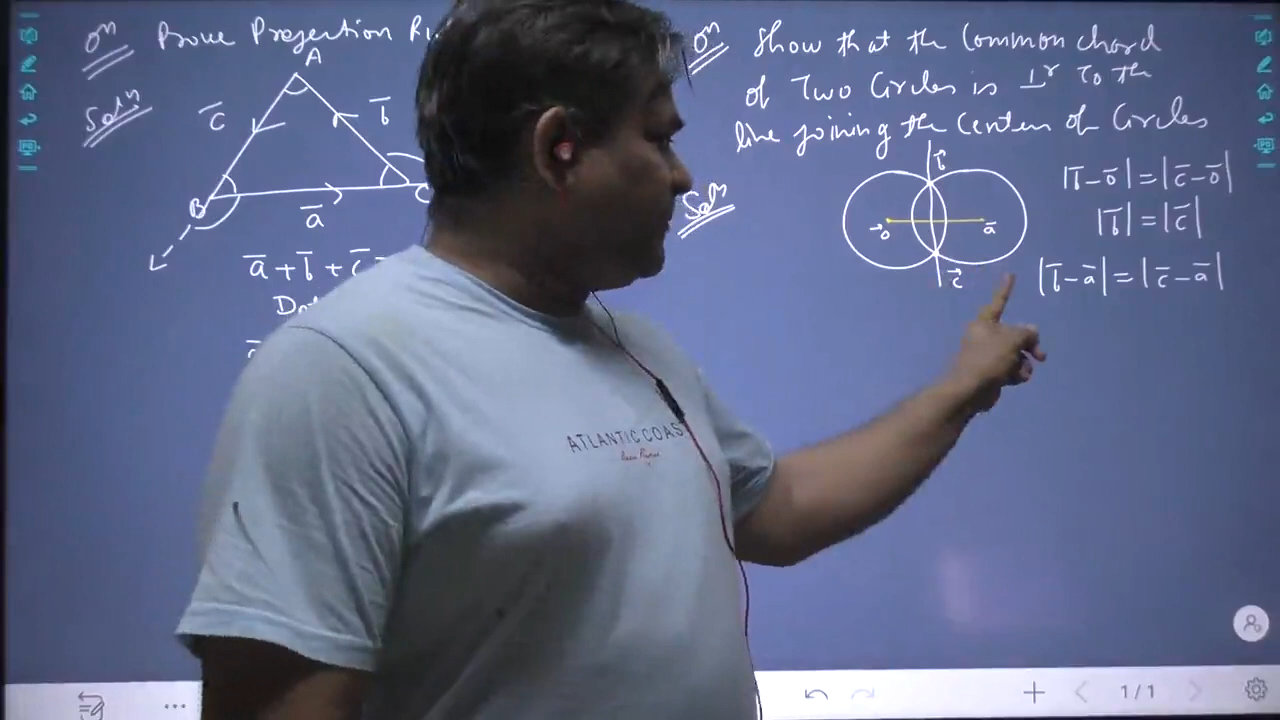 Qn Prove Projection
Soln
A
c̄
b̄
B
ā
C
ā + b̄ + c̄
Qn Show that the Common chord
of Two Circles is ⊥r To the
line joining the Centers of Circles
Soln
b̄
→o
ā
c⃗
|b̄-ō| = |c̄-ō|
|b̄| = |c̄|
|b̄-ā| = |c̄-ā|
ATLANTIC COAS
1/1